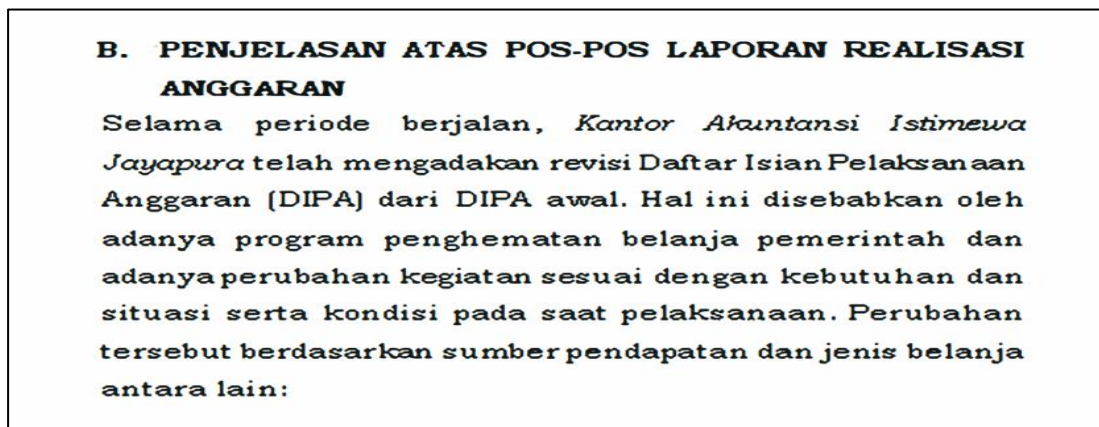 B. PENJELASAN ATAS POS-POS LAPORAN REALISASI
ANGGARAN
Selama periode berjalan, Kantor Akuntansi Istimewa
Jayapura telah mengadakan revisi Daftar Isian Pelaksanaan
Anggaran (DIPA) dari DIPA awal. Hal ini disebabkan oleh
adanya program penghematan belanja pemerintah dan
adanya perubahan kegiatan sesuai dengan kebutuhan dan
situasi serta kondisi pada saat pelaksanaan. Perubahan
tersebut berdasarkan sumber pendapatan dan jenis belanja
antara lain: